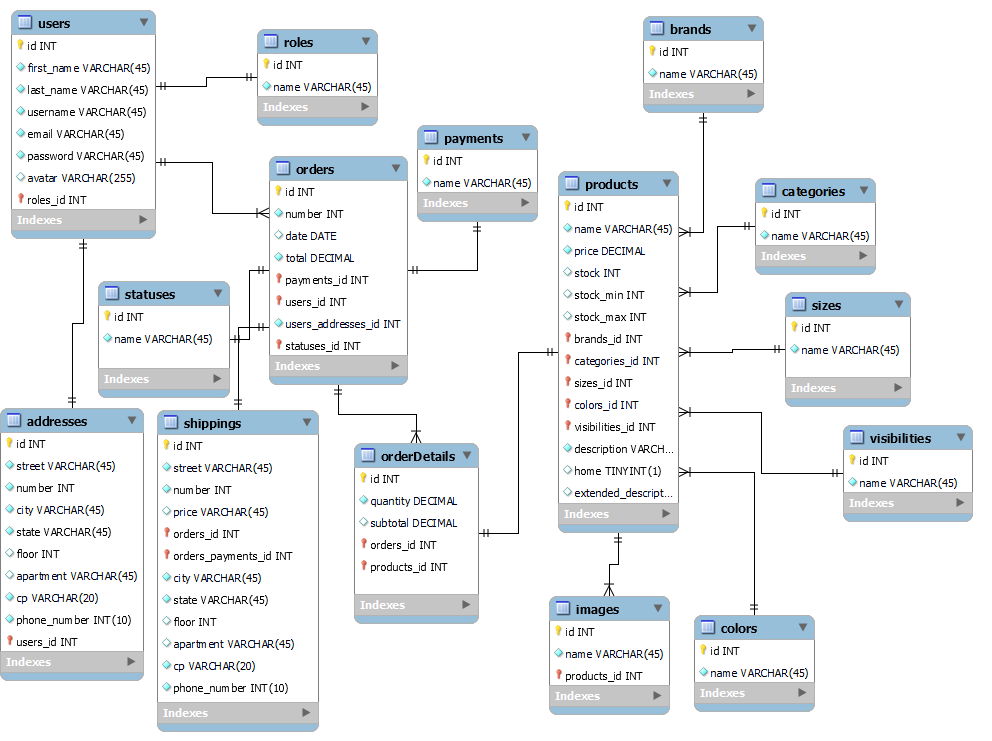 users
id INT
first_name VARCHAR(45)
last_name VARCHAR(45)
username VARCHAR(45)
email VARCHAR(45)
password VARCHAR(45)
avatar VARCHAR(255)
roles_id INT
Indexes
roles
id INT
name VARCHAR(45)
Indexes
brands
id INT
name VARCHAR(45)
Indexes
payments
id INT
name VARCHAR(45)
Indexes
orders
id INT
number INT
date DATE
total DECIMAL
payments_id INT
users_id INT
users_addresses_id INT
statuses_id INT
Indexes
products
id INT
name VARCHAR(45)
price DECIMAL
stock INT
stock_min INT
stock_max INT
brands_id INT
categories_id INT
sizes_id INT
colors_id INT
visibilities_id INT
description VARCH...
home TINYINT(1)
extended_descript...
Indexes
categories
id INT
name VARCHAR(45)
Indexes
statuses
id INT
name VARCHAR(45)
Indexes
sizes
id INT
name VARCHAR(45)
Indexes
addresses
id INT
street VARCHAR(45)
number INT
city VARCHAR(45)
state VARCHAR(45)
floor INT
apartment VARCHAR(45)
cp VARCHAR(20)
phone_number INT(10)
users_id INT
Indexes
shippings
id INT
street VARCHAR(45)
number INT
price VARCHAR(45)
orders_id INT
orders_payments_id INT
city VARCHAR(45)
state VARCHAR(45)
floor INT
apartment VARCHAR(45)
cp VARCHAR(20)
phone_number INT(10)
Indexes
orderDetails
id INT
quantity DECIMAL
subtotal DECIMAL
orders_id INT
products_id INT
Indexes
visibilities
id INT
name VARCHAR(45)
Indexes
images
id INT
name VARCHAR(45)
products_id INT
Indexes
colors
id INT
name VARCHAR(45)
Indexes